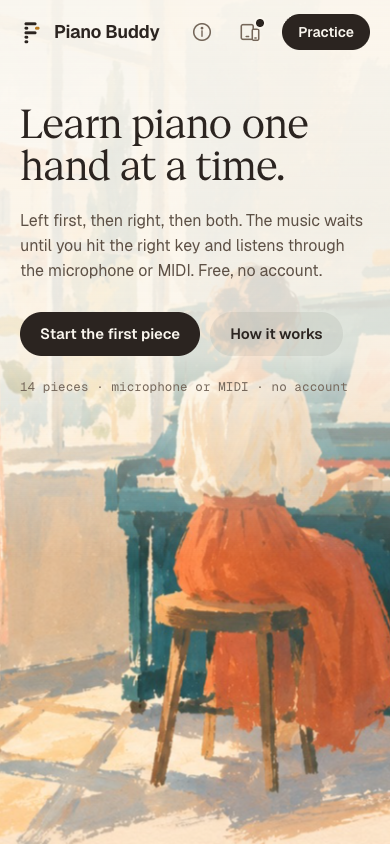 Piano Buddy
Practice
Learn piano one
hand at a time.
Left first, then right, then both. The music waits
until you hit the right key and listens through
the microphone or MIDI. Free, no account.
Start the first piece
How it works
14 pieces · microphone or MIDI · no account